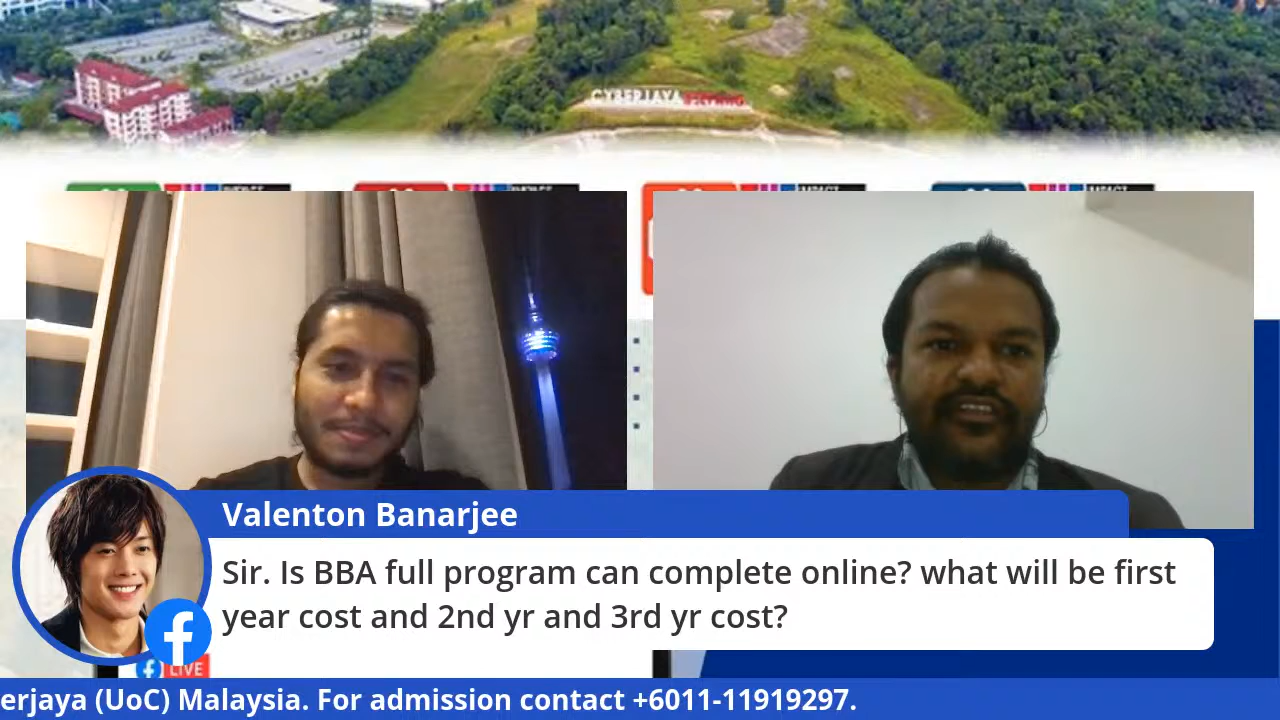 CYBERJAYA
Valenton Banarjee
Sir. Is BBA full program can complete online? what will be first
year cost and 2nd yr and 3rd yr cost?
LIVE
erjaya (UoC) Malaysia. For admission contact +6011-11919297.